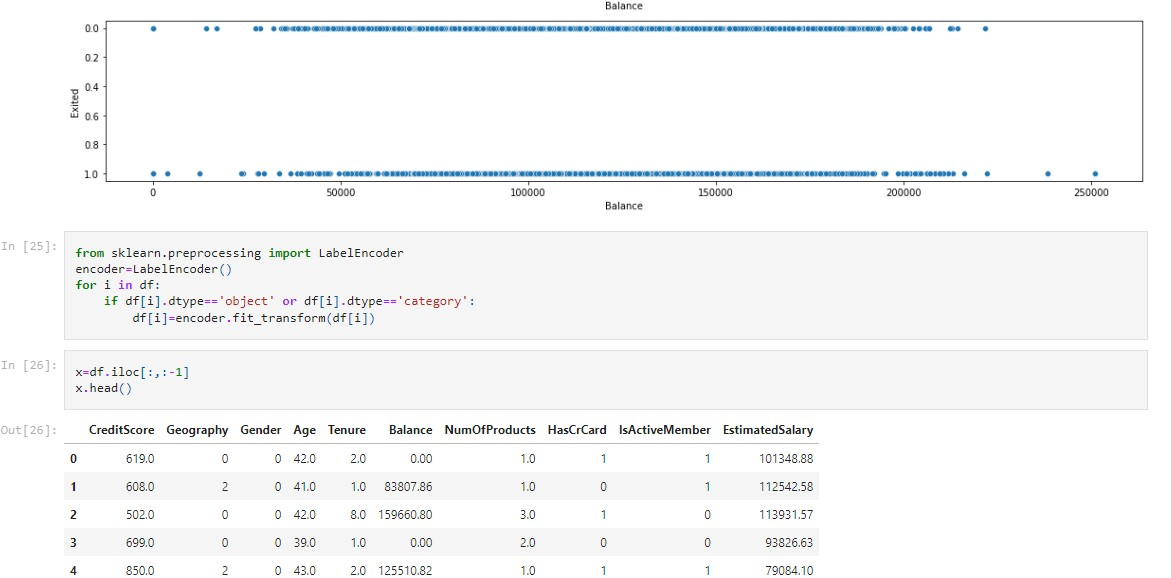 Balance
0.0
0.2
0.4
0.6
0.8
1.0
Exited
0 50000 100000 150000 200000 250000
Balance
In [25]:
from sklearn.preprocessing import LabelEncoder
encoder=LabelEncoder()
for i in df:
    if df[i].dtype=='object' or df[i].dtype=='category':
        df[i]=encoder.fit_transform(df[i])
In [26]:
x=df.iloc[:,:-1]
x.head()
Out[26]:
CreditScore Geography Gender Age Tenure Balance NumOfProducts HasCrCard IsActiveMember EstimatedSalary
0 619.0 0 0 42.0 2.0 0.00 1.0 1 1 101348.88
1 608.0 2 0 41.0 1.0 83807.86 1.0 0 1 112542.58
2 502.0 0 0 42.0 8.0 159660.80 3.0 1 0 113931.57
3 699.0 0 0 39.0 1.0 0.00 2.0 0 0 93826.63
4 850.0 2 0 43.0 2.0 125510.82 1.0 1 1 79084.10